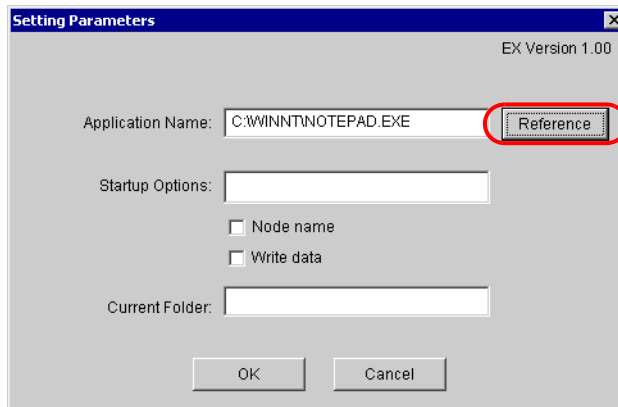 Setting Parameters
EX Version 1.00
Application Name: C:\WINNT\NOTEPAD.EXE Reference
Startup Options:
Node name
Write data
Current Folder:
OK Cancel